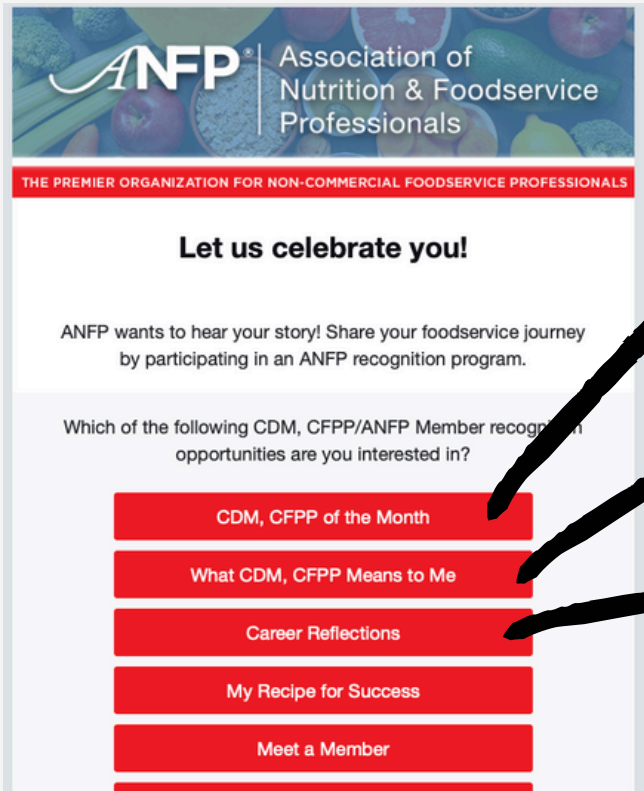 ANFP®
Association of
Nutrition & Foodservice
Professionals
THE PREMIER ORGANIZATION FOR NON-COMMERCIAL FOODSERVICE PROFESSIONALS
Let us celebrate you!
ANFP wants to hear your story! Share your foodservice journey
by participating in an ANFP recognition program.
Which of the following CDM, CFPP/ANFP Member
opportunities are you interested in?
CDM, CFPP of the Month
What CDM, CFPP Means to Me
Career Reflections
My Recipe for Success
Meet a Member